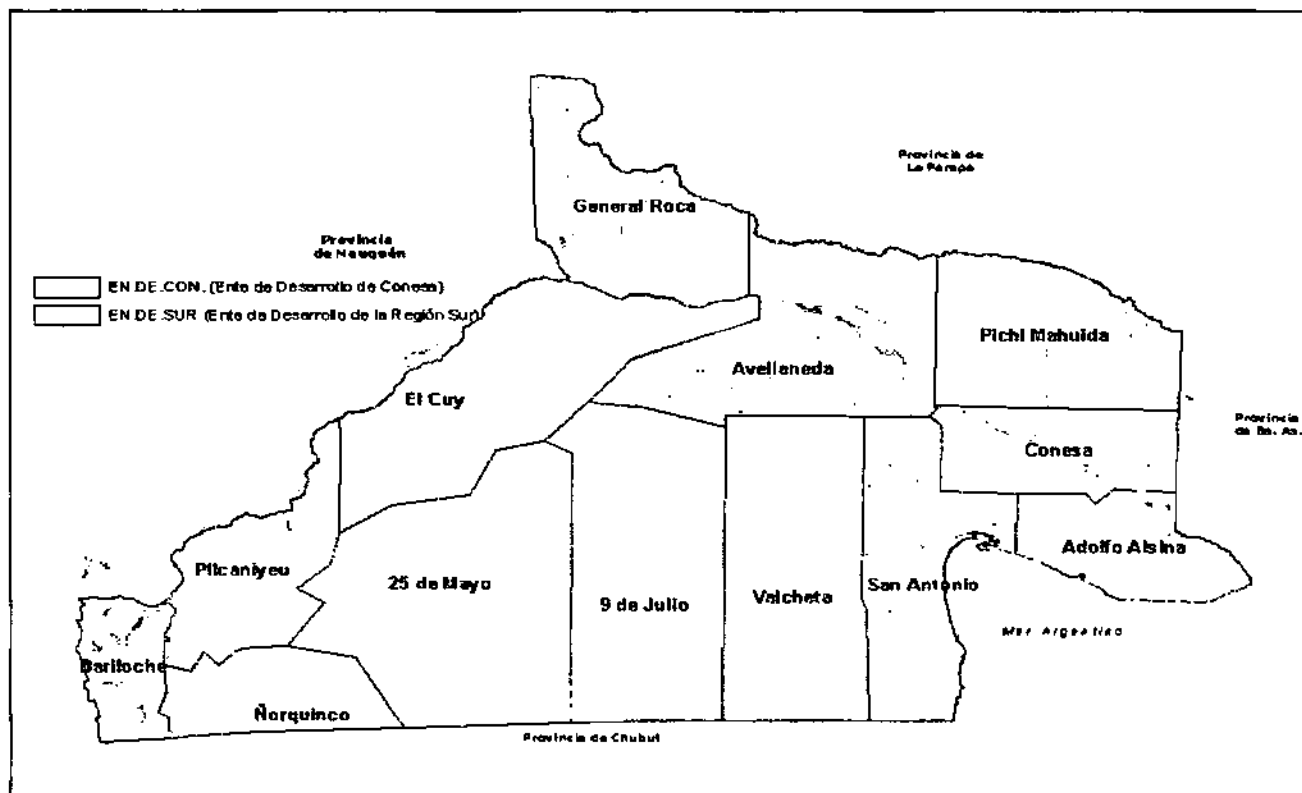 Provincia de
La Pampa
General Roca
Provincia
de Neuquén
EN.DE.CON. (Ente de Desarrollo de Conesa)
EN.DE.SUR (Ente de Desarrollo de la Región Sur)
Pichi Mahuida
Avellaneda
El Cuy
Provincia
de Bs. As.
Conesa
Adolfo Alsina
Pilcaniyeu
25 de Mayo
9 de Julio
Valcheta
San Antonio
Mar Argentino
Bariloche
Ñorquinco
Provincia de Chubut